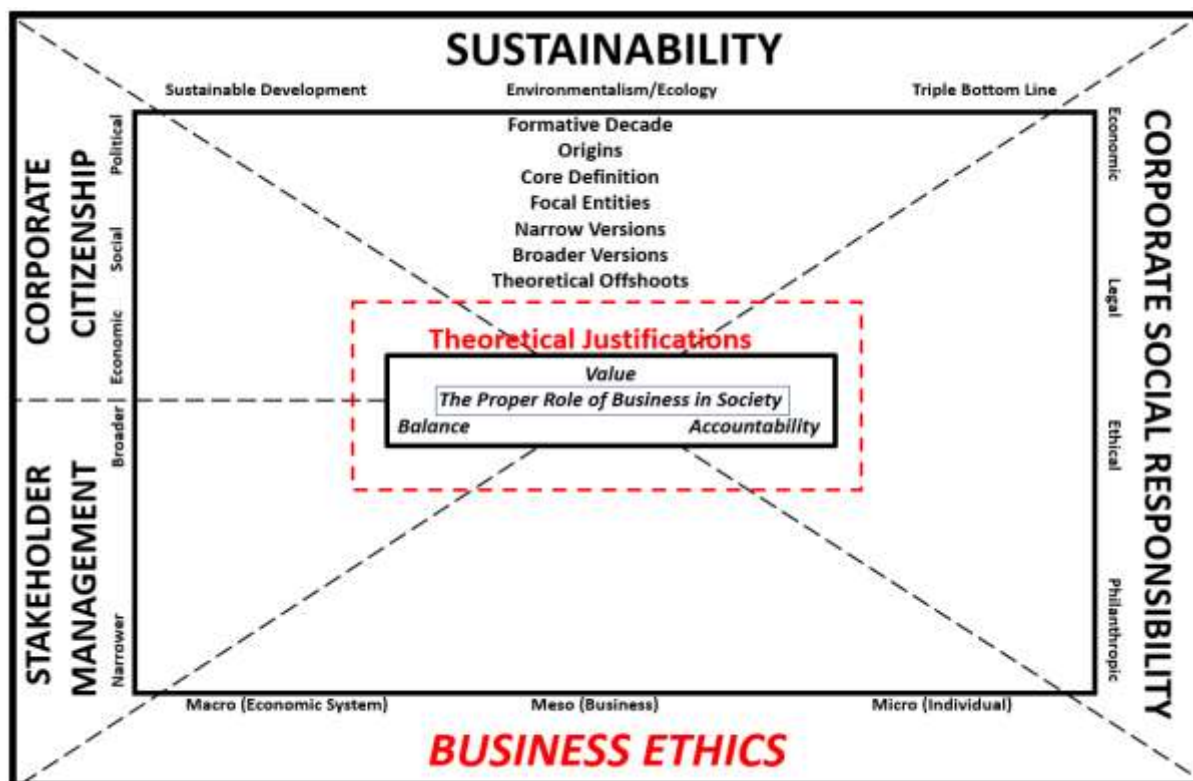 SUSTAINABILITY
Sustainable Development
Environmentalism/Ecology
Triple Bottom Line
CORPORATE
CITIZENSHIP
Political
Social
Economic
Formative Decade
Origins
Core Definition
Focal Entities
Narrow Versions
Broader Versions
Theoretical Offshoots
Theoretical Justifications
Value
The Proper Role of Business in Society
Balance
Accountability
Economic
Legal
Ethical
Philanthropic
CORPORATE SOCIAL RESPONSIBILITY
STAKEHOLDER
MANAGEMENT
Broader
Narrower
Macro (Economic System)
Meso (Business)
Micro (Individual)
BUSINESS ETHICS